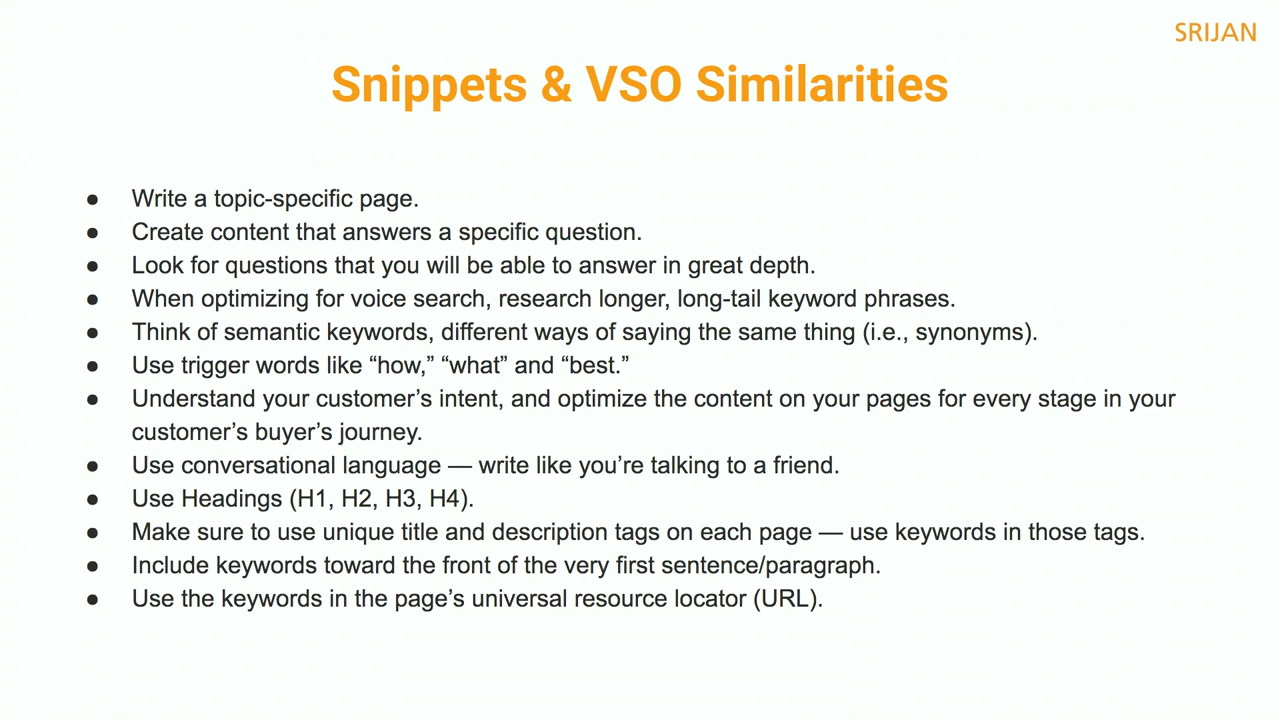 SRIJAN
Snippets & VSO Similarities
● Write a topic-specific page.
● Create content that answers a specific question.
● Look for questions that you will be able to answer in great depth.
● When optimizing for voice search, research longer, long-tail keyword phrases.
● Think of semantic keywords, different ways of saying the same thing (i.e., synonyms).
● Use trigger words like “how,” “what” and “best.”
● Understand your customer’s intent, and optimize the content on your pages for every stage in your
customer’s buyer’s journey.
● Use conversational language — write like you’re talking to a friend.
● Use Headings (H1, H2, H3, H4).
● Make sure to use unique title and description tags on each page — use keywords in those tags.
● Include keywords toward the front of the very first sentence/paragraph.
● Use the keywords in the page’s universal resource locator (URL).